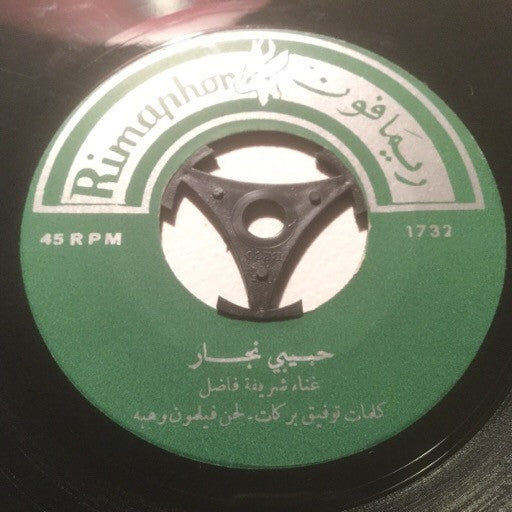 Rimaphon ريمافون
45 RPM
1732
حبيبي نجار
غناء شريفة فاضل
كلمات توفيق بركات - لحن فيلمون وهبه